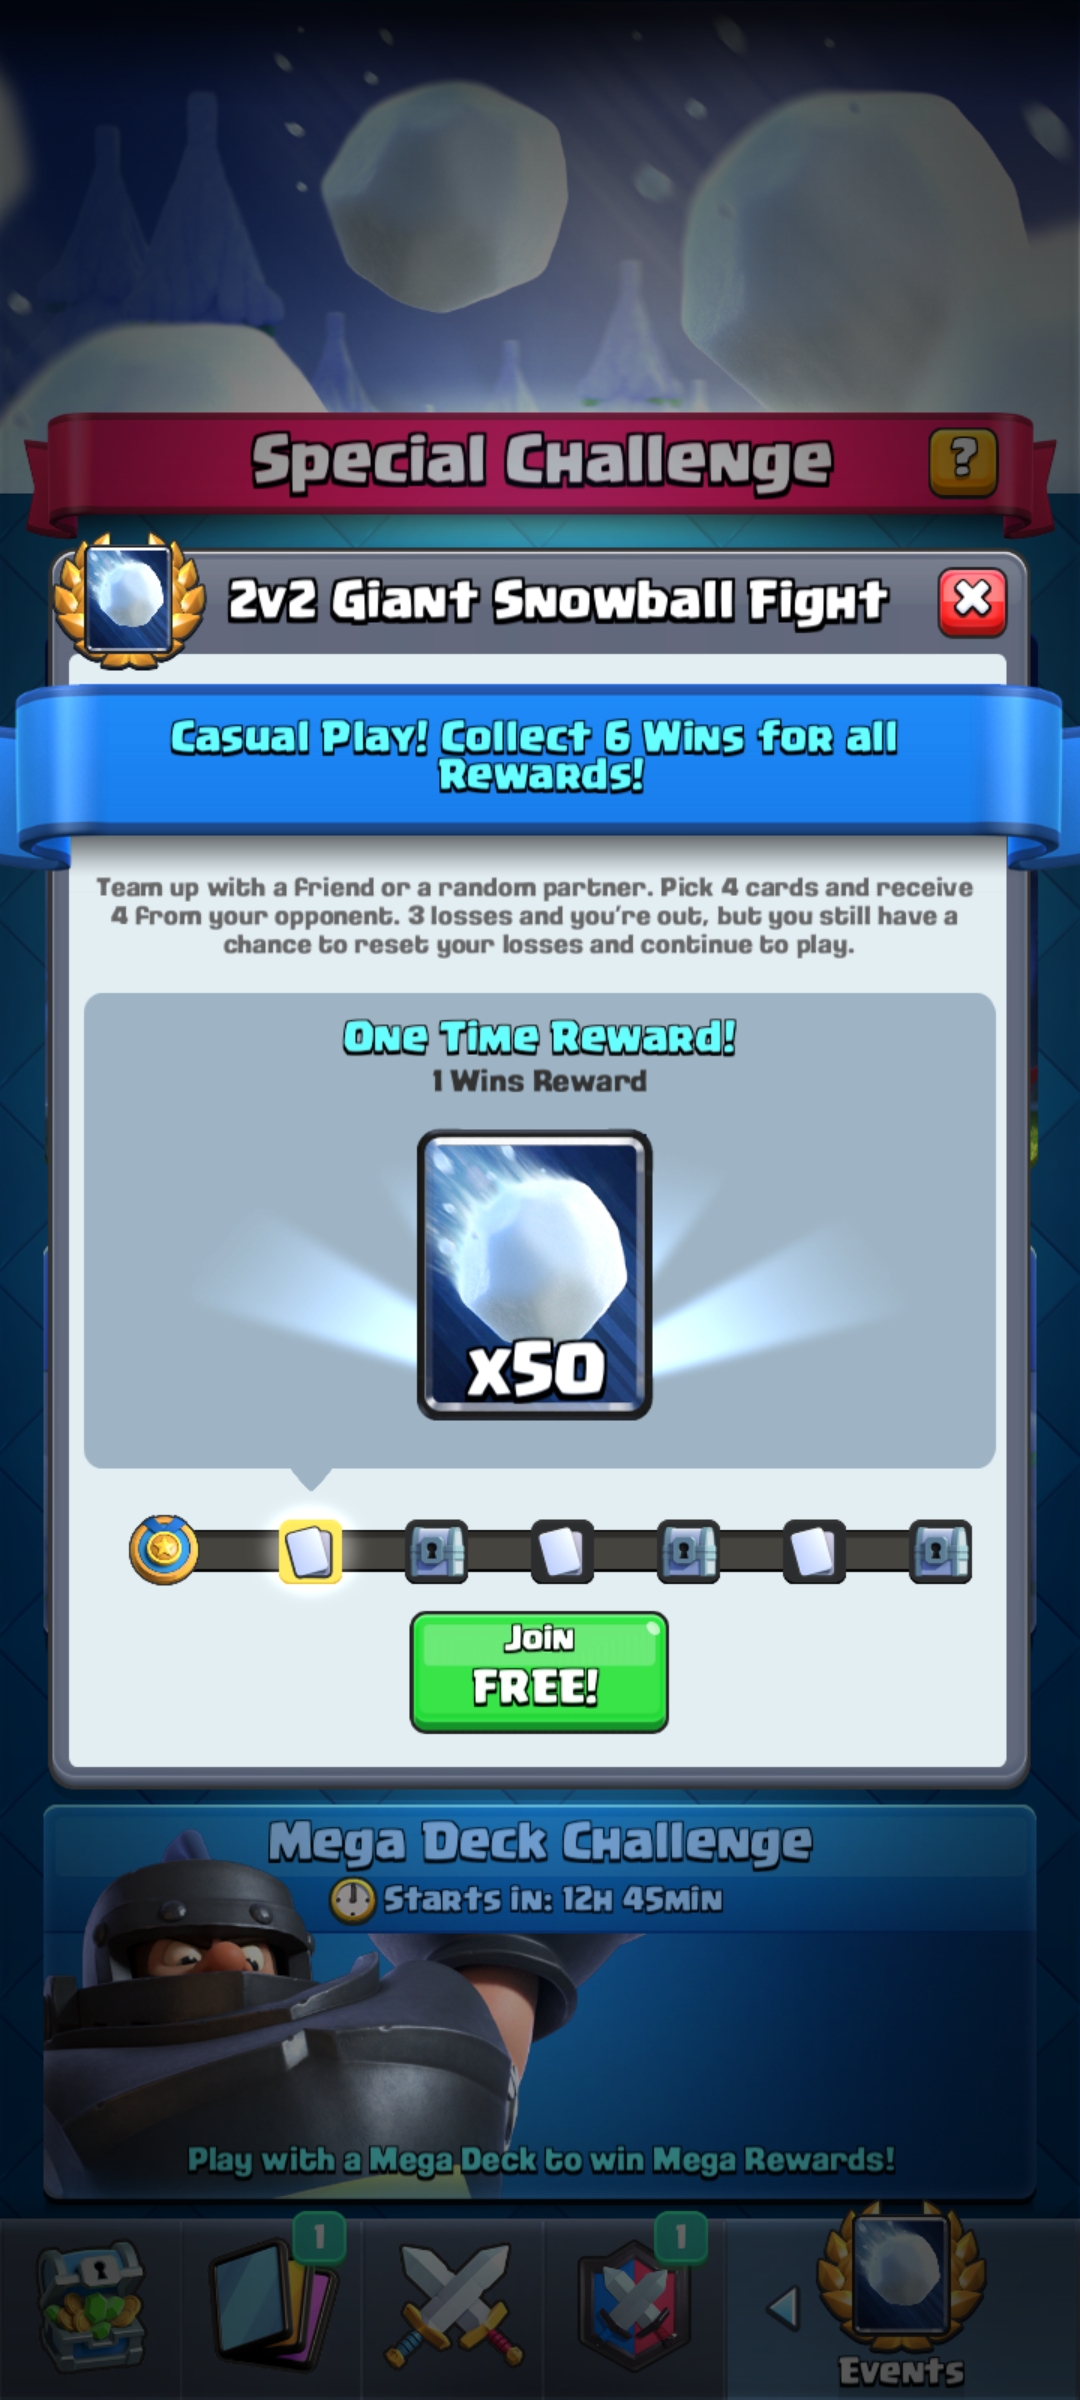 Special Challenge
?
2v2 Giant Snowball Fight
Casual Play! Collect 6 Wins for all
Rewards!
Team up with a friend or a random partner. Pick 4 cards and receive
4 from your opponent. 3 losses and you're out, but you still have a
chance to reset your losses and continue to play.
One Time Reward!
1 Wins Reward
x50
Join
FREE!
Mega Deck Challenge
Starts in: 12h 45min
Play with a Mega Deck to win Mega Rewards!
1
1
Events